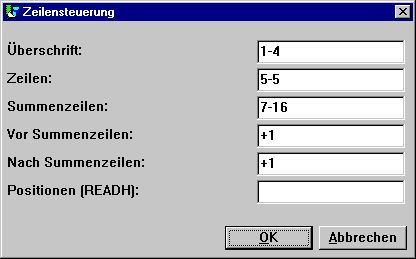 Zeilensteuerung
Überschrift: 1-4
Zeilen: 5-5
Summenzeilen: 7-16
Vor Summenzeilen: +1
Nach Summenzeilen: +1
Positionen (READH):
OK Abbrechen